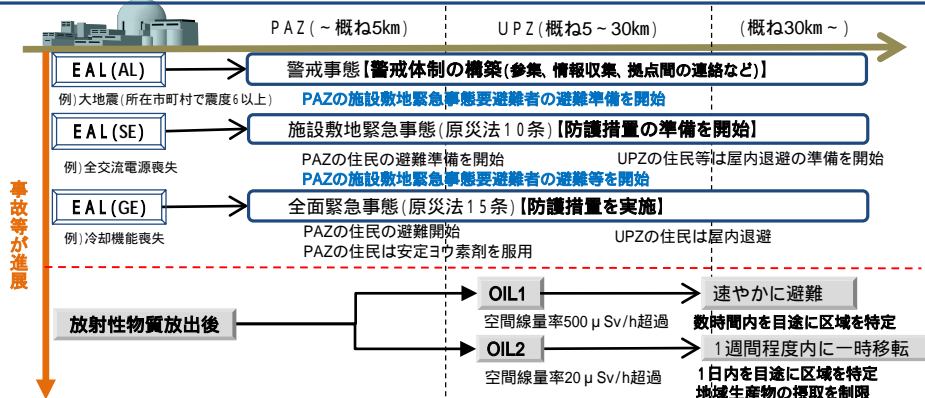 PAZ(~概ね5km)
UPZ(概ね5~30km)
(概ね30km~)
EAL(AL)
警戒事態【警戒体制の構築(参集、情報収集、拠点間の連絡など)】
例)大地震(所在市町村で震度6以上)
PAZの施設敷地緊急事態要避難者の避難準備を開始
EAL(SE)
施設敷地緊急事態(原災法10条)【防護措置の準備を開始】
例)全交流電源喪失
PAZの住民の避難準備を開始
UPZの住民等は屋内退避の準備を開始
PAZの施設敷地緊急事態要避難者の避難等を開始
EAL(GE)
全面緊急事態(原災法15条)【防護措置を実施】
例)冷却機能喪失
PAZの住民の避難開始
UPZの住民は屋内退避
PAZの住民は安定ヨウ素剤を服用
事故等が進展
放射性物質放出後
OIL1
速やかに避難
空間線量率500μSv/h超過
数時間内を目途に区域を特定
OIL2
1週間程度内に一時移転
空間線量率20μSv/h超過
1日内を目途に区域を特定
地域生産物の摂取を制限